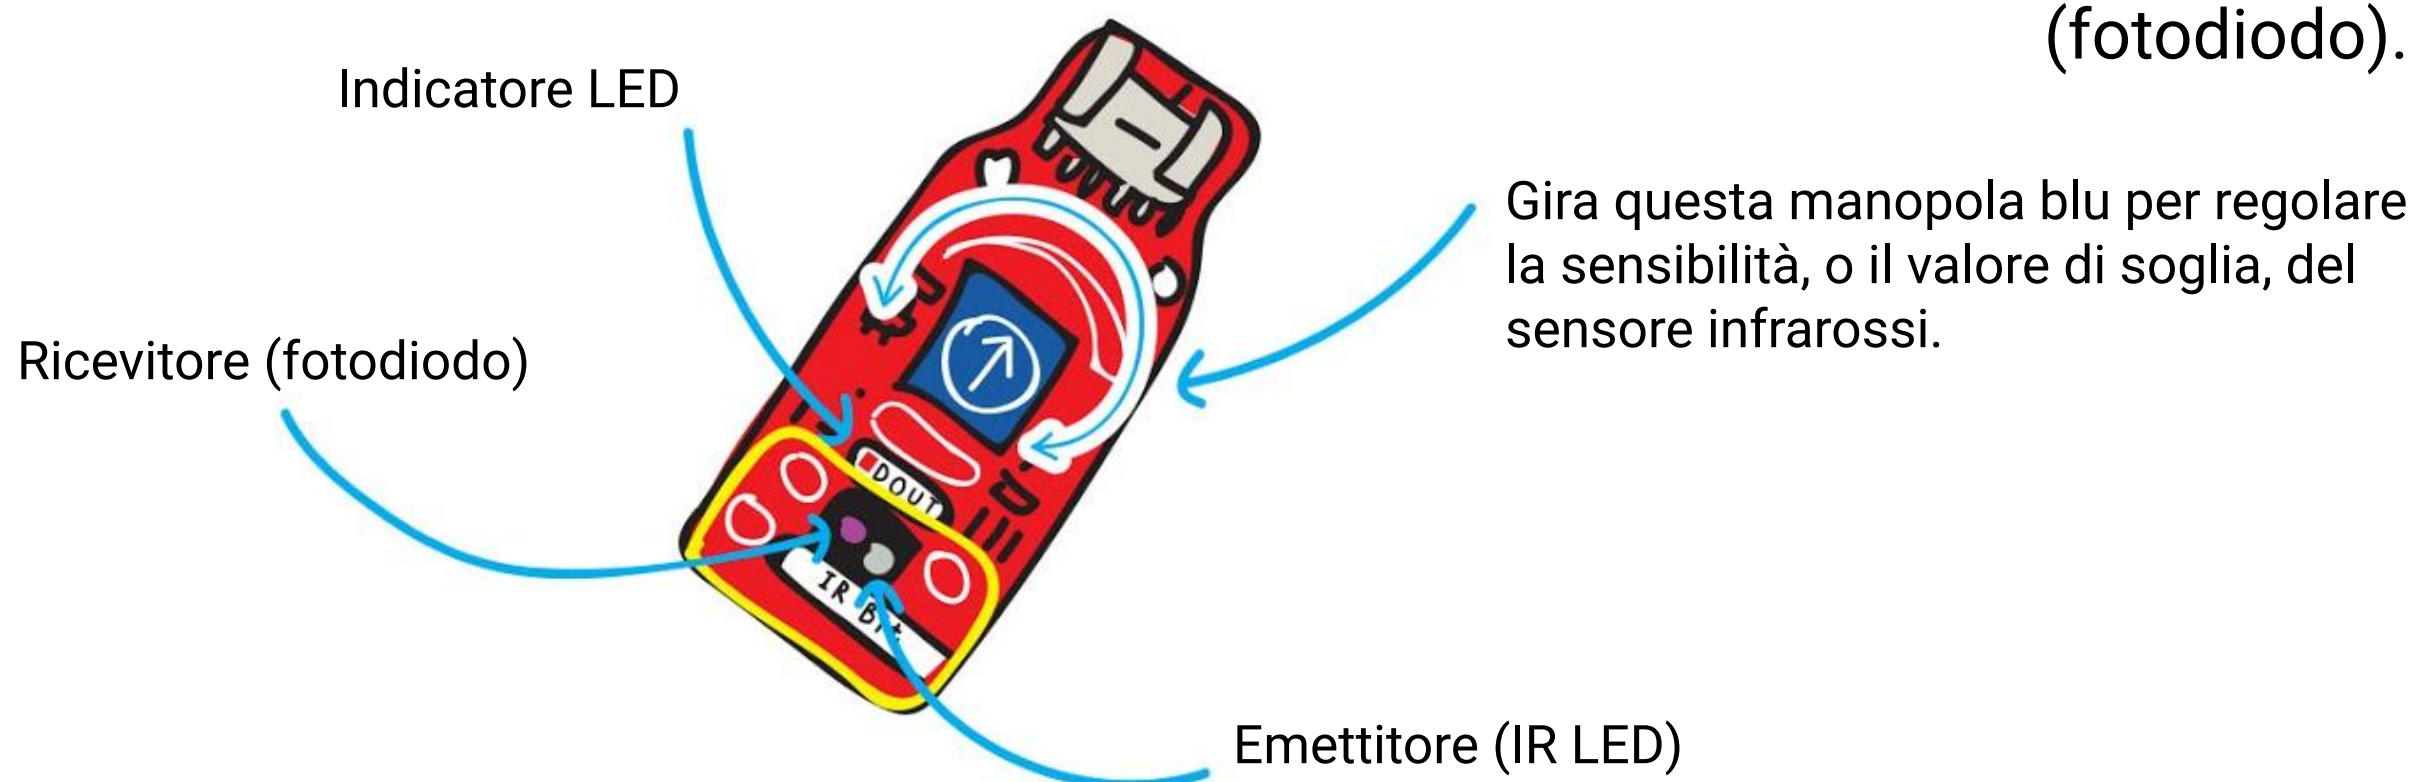 (fotodiodo).
Indicatore LED
Gira questa manopola blu per regolare
la sensibilità, o il valore di soglia, del
sensore infrarossi.
Ricevitore (fotodiodo)
DOUT
IR Bit
Emettitore (IR LED)